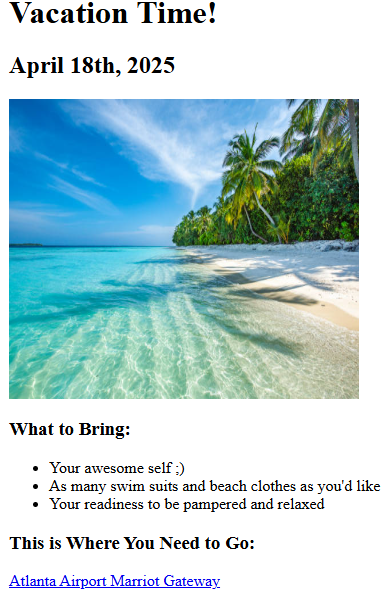 Vacation Time!
April 18th, 2025
What to Bring:
Your awesome self ;)
As many swim suits and beach clothes as you'd like
Your readiness to be pampered and relaxed
This is Where You Need to Go:
Atlanta Airport Marriot Gateway